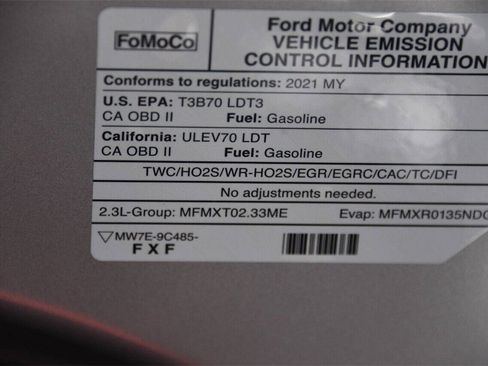 FoMoCo
Ford Motor Company
VEHICLE EMISSION
CONTROL INFORMATION
Conforms to regulations: 2021 MY
U.S. EPA: T3B70 LDT3
CA OBD II Fuel: Gasoline
California: ULEV70 LDT
CA OBD II Fuel: Gasoline
TWC/HO2S/WR-HO2S/EGR/EGRC/CAC/TC/DFI
No adjustments needed.
2.3L-Group: MFMXT02.33ME Evap: MFMXR0135NDC
MW7E-9C485-
FXF